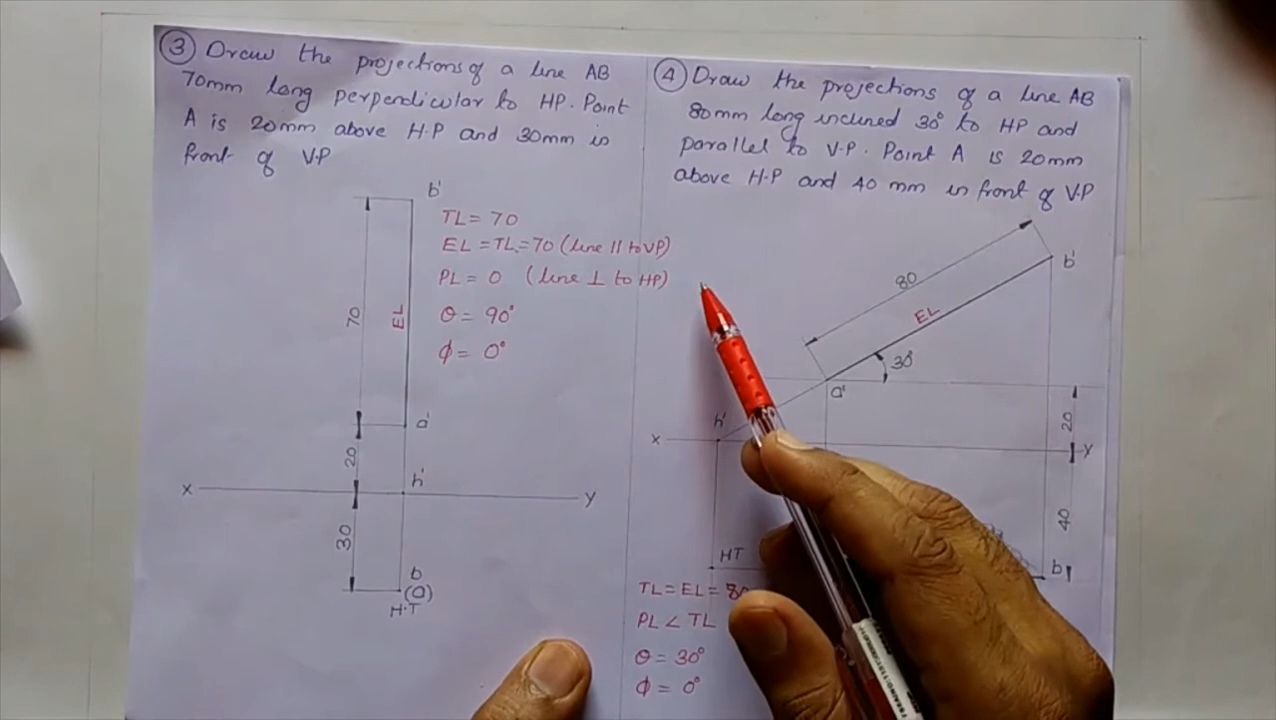 ③ Draw the projections of a line AB
70mm long perpendicular to HP. Point
A is 20mm above H.P and 30mm in
front of V.P
b'
TL = 70
EL = TL = 70 (line || to VP)
PL = 0 (line ⊥ to HP)
θ = 90°
ϕ = 0°
70
EL
a'
20
h'
X
Y
30
b
(a)
H.T
④ Draw the projections of a line AB
80mm long inclined 30° to HP and
parallel to V.P. Point A is 20mm
above H.P and 40 mm in front of V.P
b'
80
EL
30°
a'
20
h'
X
Y
40
HT
b
TL = EL = 80
PL < TL
θ = 30°
ϕ = 0°